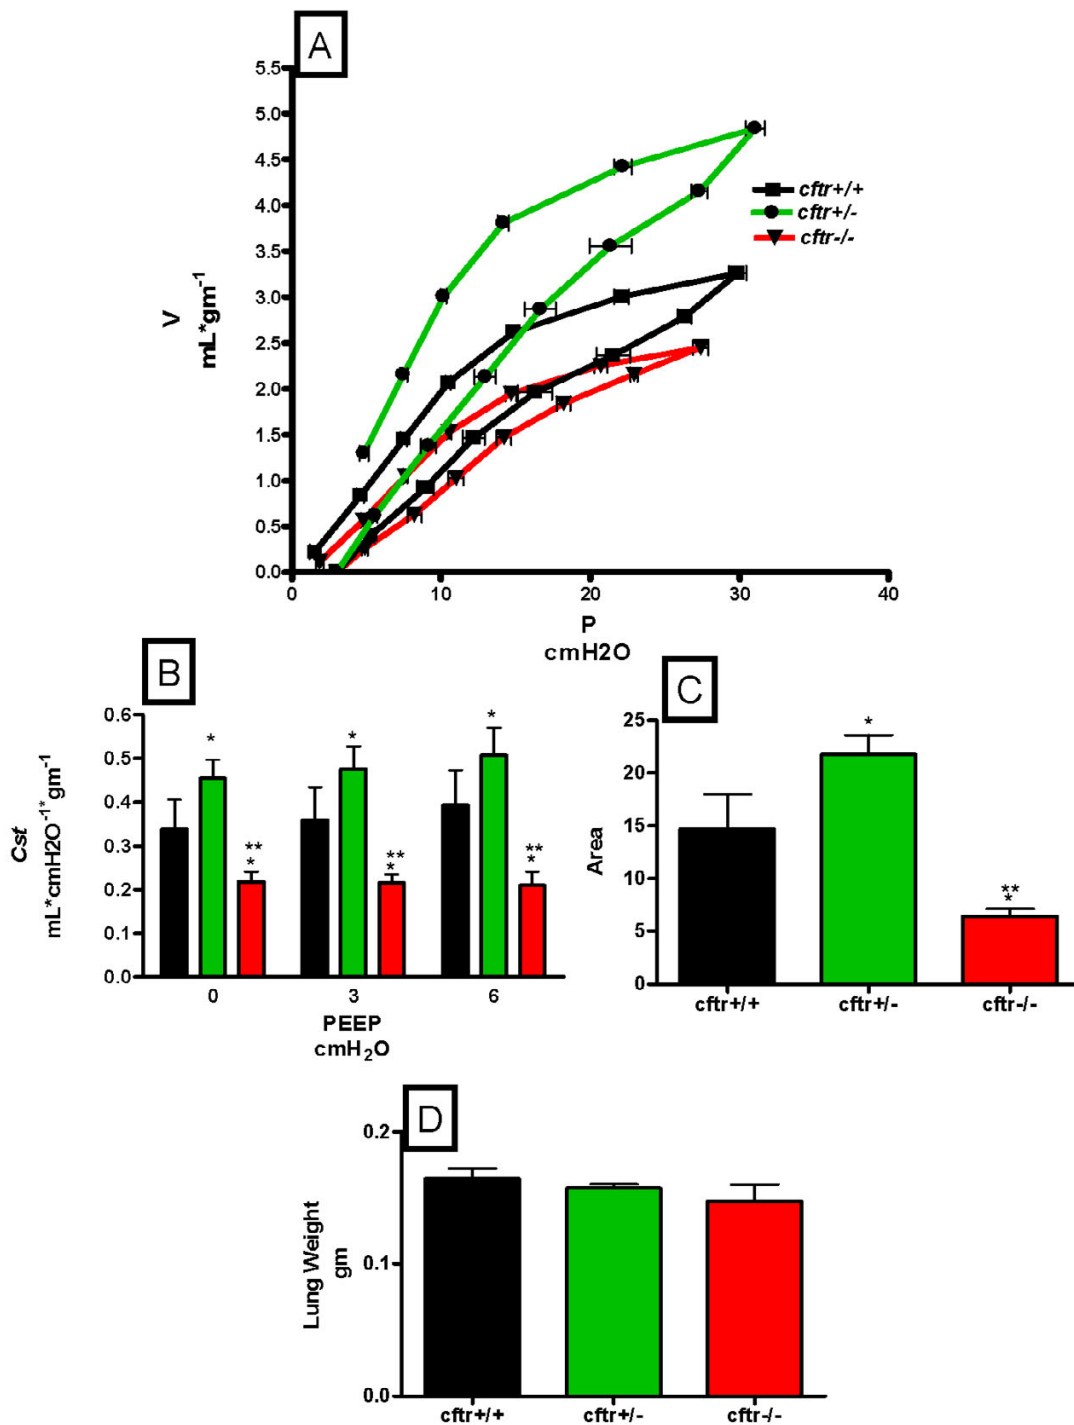 A
5.5
5.0
4.5
4.0
3.5
3.0
2.5
2.0
1.5
1.0
0.5
0.0
V
mL*gm-1
cftr+/+
cftr+/-
cftr-/-
0
10
20
30
40
P
cmH2O
B
0.6
0.5
0.4
0.3
0.2
0.1
0.0
Cst
mL*cmH2O-1*gm-1
*
**
*
*
**
*
*
**
*
0
3
6
PEEP
cmH2O
C
25
20
15
10
5
0
Area
*
**
*
cftr+/+
cftr+/-
cftr-/-
D
0.2
0.1
0.0
Lung Weight
gm
cftr+/+
cftr+/-
cftr-/-